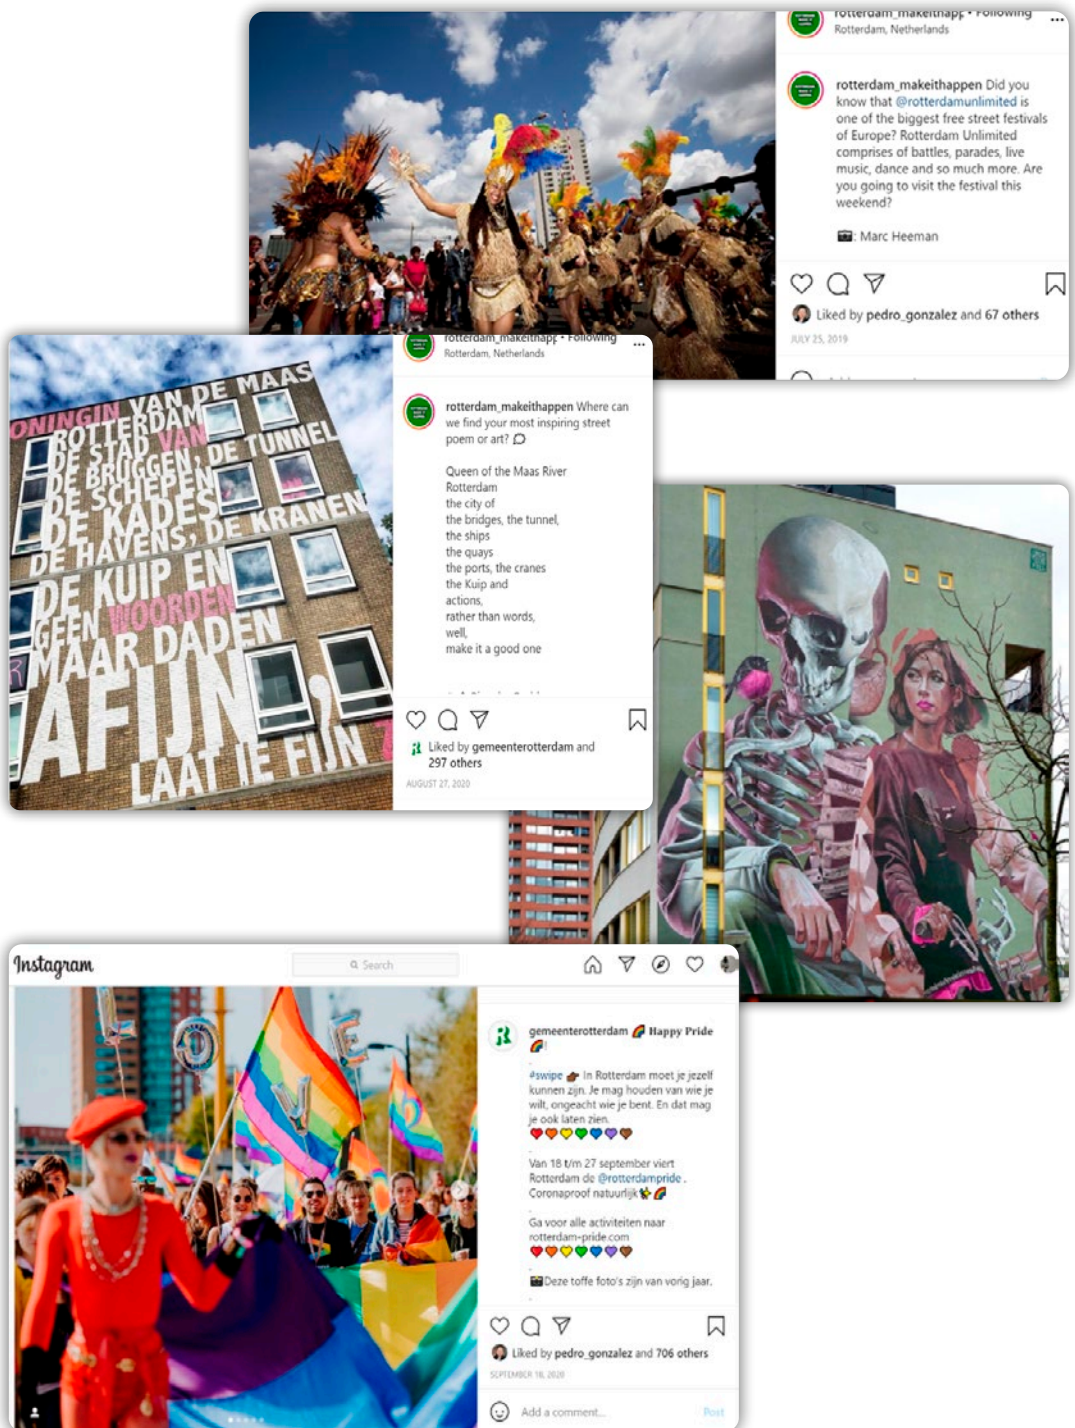 rotterdam_makeithapp • Following
Rotterdam, Netherlands
rotterdam_makeithappen Did you
know that @rotterdamunlimited is
one of the biggest free street festivals
of Europe? Rotterdam Unlimited
comprises of battles, parades, live
music, dance and so much more. Are
you going to visit the festival this
weekend?
: Marc Heeman
Liked by pedro_gonzalez and 67 others
JULY 25, 2019
ONINGIN VAN DE MAAS
ROTTERDAM
DE STAD VAN
DE BRUGGEN, DE TUNNEL
DE SCHEPEN
DE KADES
DE HAVENS, DE KRANEN
DE KUIP EN
GEEN WOORDEN
MAAR DADEN
AFIJN,
LAAT JE FIJN
rotterdam_makeithapp • Following
Rotterdam, Netherlands
rotterdam_makeithappen Where can
we find your most inspiring street
poem or art?
Queen of the Maas River
Rotterdam
the city of
the bridges, the tunnel,
the ships
the quays
the ports, the cranes
the Kuip and
actions,
rather than words,
well,
make it a good one
Liked by gemeenterotterdam and
297 others
AUGUST 27, 2020
Instagram
Search
LOVE
gemeenterotterdam 🌈 Happy Pride
🌈!
#swipe In Rotterdam moet je jezelf
kunnen zijn. Je mag houden van wie je
wilt, ongeacht wie je bent. En dat mag
je ook laten zien.
Van 18 t/m 27 september viert
Rotterdam de @rotterdampride .
Coronaproof natuurlijk
Ga voor alle activiteiten naar
rotterdam-pride.com
Deze toffe foto's zijn van vorig jaar.
Liked by pedro_gonzalez and 706 others
SEPTEMBER 18, 2020
Add a comment...
Post